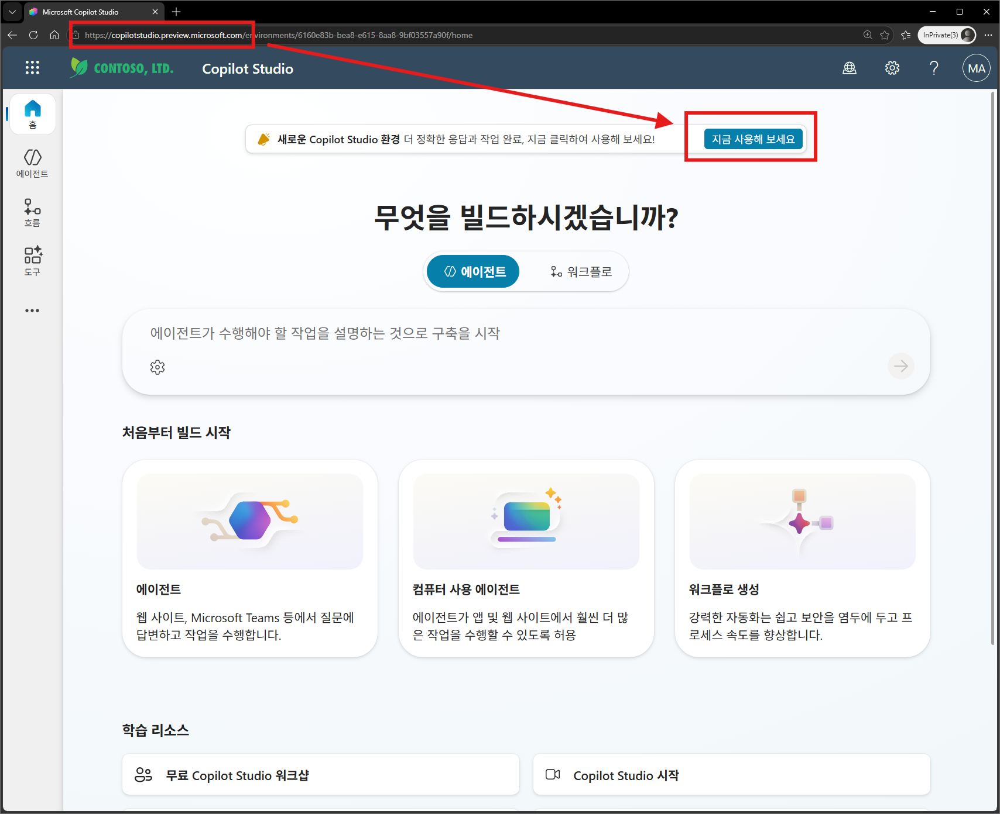 Microsoft Copilot Studio
https://copilotstudio.preview.microsoft.com/environments/6160e83b-bea8-e615-8aa8-9bf03557a90f/home
InPrivate(3)
CONTOSO, LTD.
Copilot Studio
MA
홈
에이전트
흐름
도구
새로운 Copilot Studio 환경 더 정확한 응답과 작업 완료, 지금 클릭하여 사용해 보세요!
지금 사용해 보세요
무엇을 빌드하시겠습니까?
에이전트
워크플로
에이전트가 수행해야 할 작업을 설명하는 것으로 구축을 시작
처음부터 빌드 시작
에이전트
웹 사이트, Microsoft Teams 등에서 질문에
답변하고 작업을 수행합니다.
컴퓨터 사용 에이전트
에이전트가 앱 및 웹 사이트에서 훨씬 더 많
은 작업을 수행할 수 있도록 허용
워크플로 생성
강력한 자동화는 쉽고 보안을 염두에 두고 프
로세스 속도를 향상합니다.
학습 리소스
무료 Copilot Studio 워크샵
Copilot Studio 시작